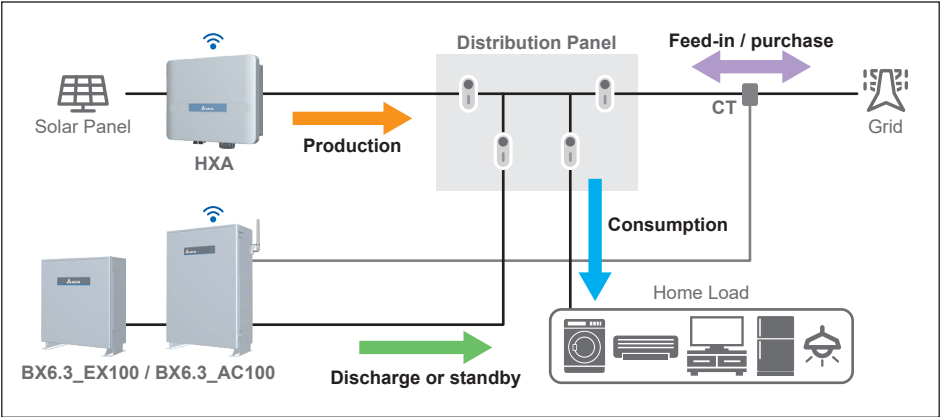 Distribution Panel
Feed-in / purchase
Solar Panel
HXA
Production
CT
Grid
Consumption
Home Load
BX6.3_EX100 / BX6.3_AC100
Discharge or standby